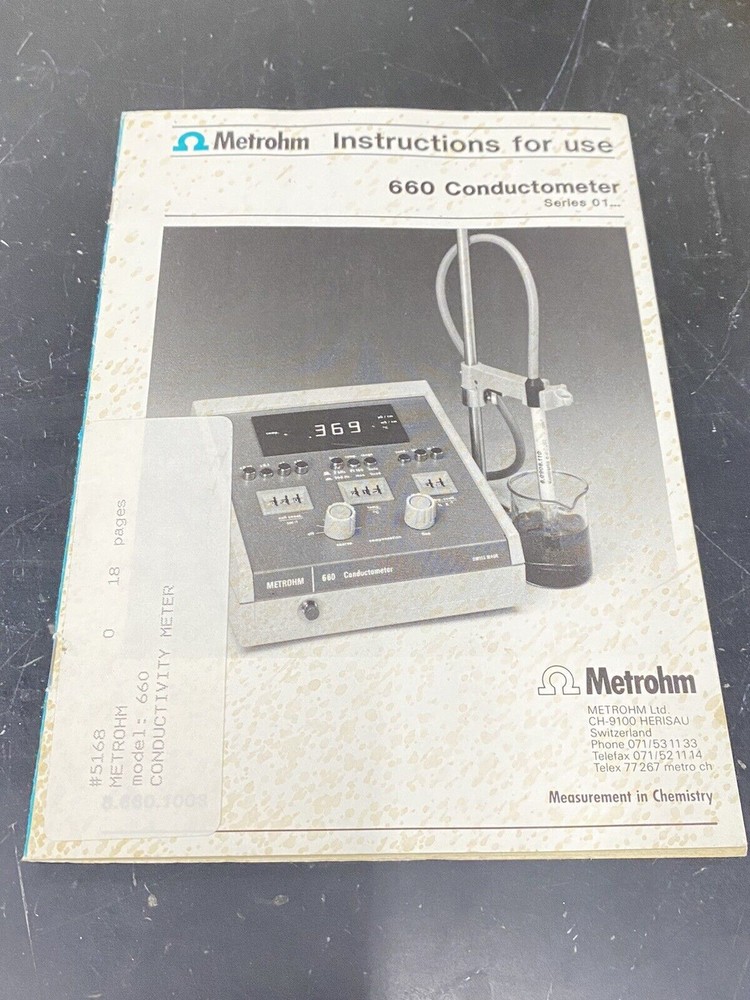 Ω Metrohm Instructions for use
660 Conductometer
Series 01...
.369
METROHM 660 Conductometer
SWISS MADE
Ω Metrohm
METROHM Ltd.
CH-9100 HERISAU
Switzerland
Phone 071/53 11 33
Telefax 071/52 11 14
Telex 77 267 metro ch
Measurement in Chemistry
#5168
METROHM 0 18 pages
model: 660
CONDUCTIVITY METER
8.660.1003